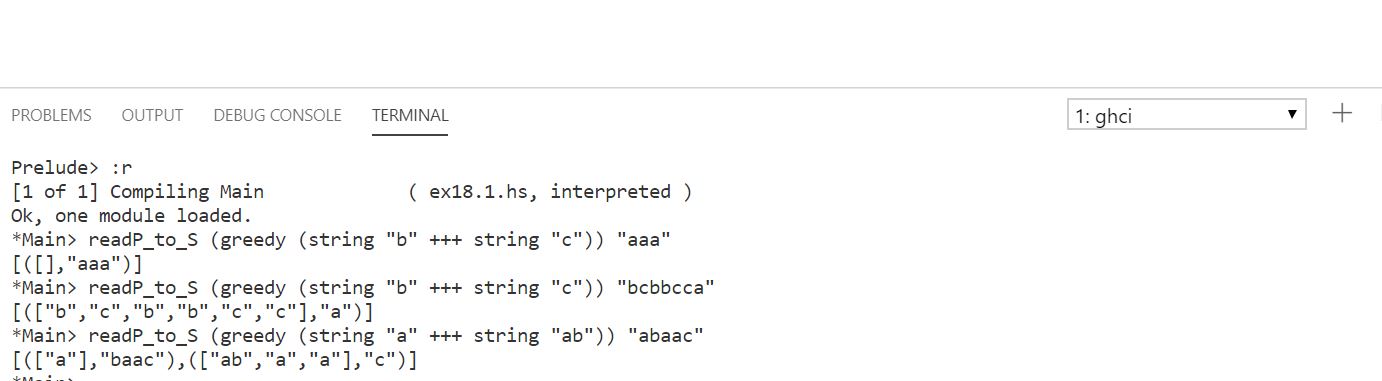 PROBLEMS OUTPUT DEBUG CONSOLE TERMINAL 1: ghci
Prelude> :r
[1 of 1] Compiling Main             ( ex18.1.hs, interpreted )
Ok, one module loaded.
*Main> readP_to_S (greedy (string "b" +++ string "c")) "aaa"
[([],"aaa")]
*Main> readP_to_S (greedy (string "b" +++ string "c")) "bcbbcca"
[(["b","c","b","b","c","c"],"a")]
*Main> readP_to_S (greedy (string "a" +++ string "ab")) "abaac"
[(["a"],"baac"),(["ab","a","a"],"c")]
*Main>